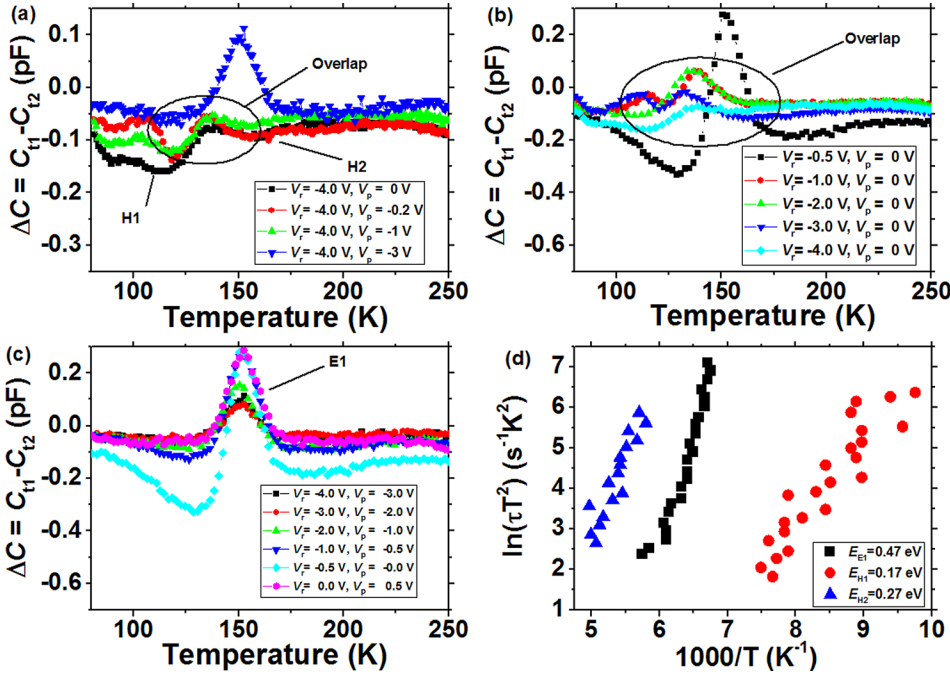 (a)
0.1
0.0
-0.1
-0.2
-0.3
ΔC = Ct1-Ct2 (pF)
Overlap
H1
H2
Vr= -4.0 V, Vp= 0 V
Vr= -4.0 V, Vp= -0.2 V
Vr= -4.0 V, Vp= -1 V
Vr= -4.0 V, Vp= -3 V
100 150 200 250
Temperature (K)
(b)
0.2
0.0
-0.2
-0.4
-0.6
ΔC = Ct1-Ct2 (pF)
Overlap
Vr= -0.5 V, Vp= 0 V
Vr= -1.0 V, Vp= 0 V
Vr= -2.0 V, Vp= 0 V
Vr= -3.0 V, Vp= 0 V
Vr= -4.0 V, Vp= 0 V
100 150 200 250
Temperature (K)
(c)
0.2
0.0
-0.2
-0.4
-0.6
ΔC = Ct1-Ct2 (pF)
E1
Vr= -4.0 V, Vp= -3.0 V
Vr= -3.0 V, Vp= -2.0 V
Vr= -2.0 V, Vp= -1.0 V
Vr= -1.0 V, Vp= -0.5 V
Vr= -0.5 V, Vp= -0.0 V
Vr= 0.0 V, Vp= 0.5 V
100 150 200 250
Temperature (K)
(d)
7
6
5
4
3
2
1
ln(τT²) (s⁻¹K²)
EE1=0.47 eV
EH1=0.17 eV
EH2=0.27 eV
5 6 7 8 9 10
1000/T (K⁻¹)